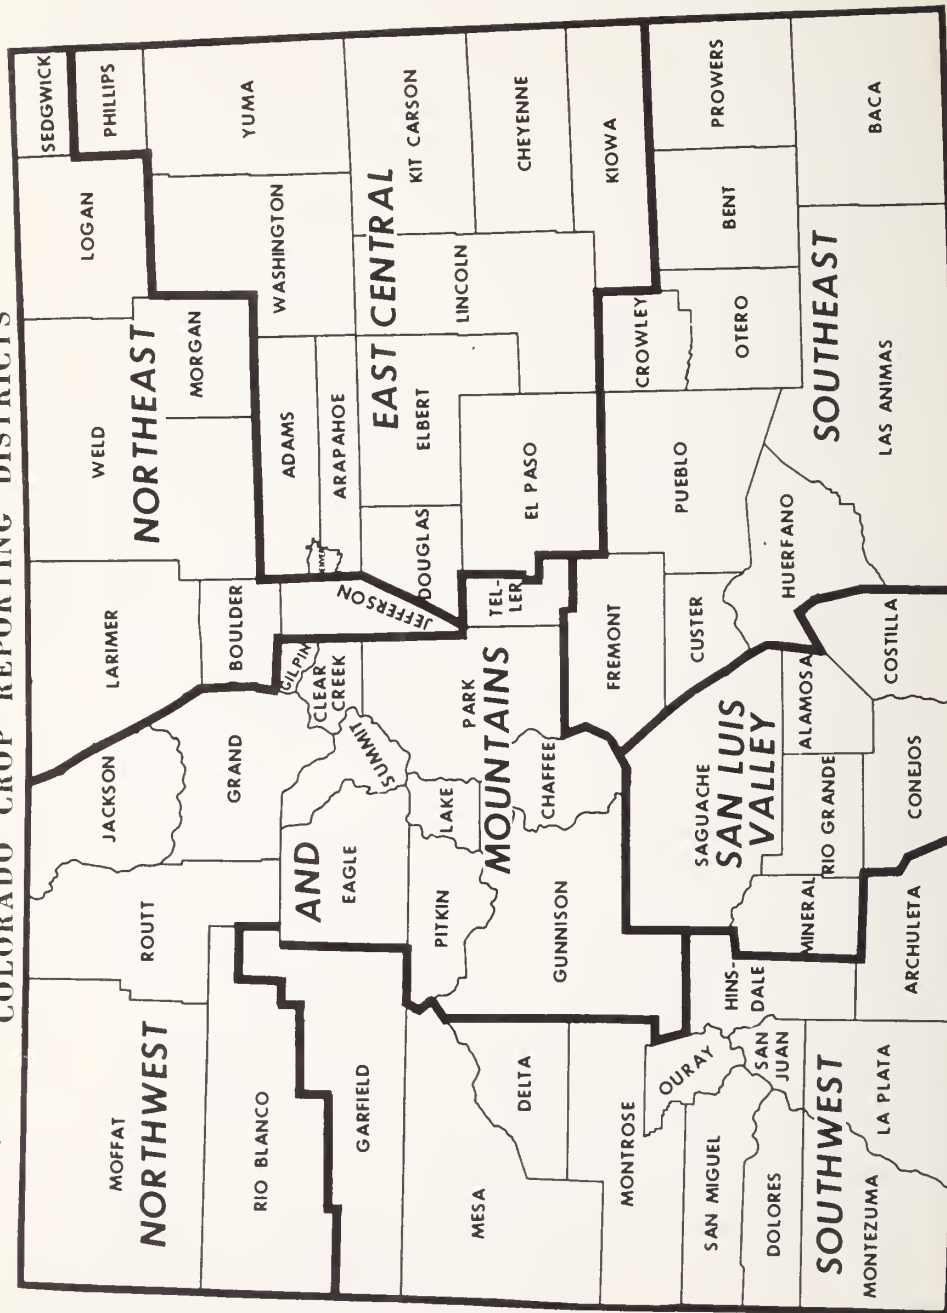 COLORADO CROP REPORTING DISTRICTS
MOFFAT
NORTHWEST
ROUTT
JACKSON
LARIMER
WELD
LOGAN
SEDGWICK
PHILLIPS
RIO BLANCO
GRAND
BOULDER
NORTHEAST
MORGAN
WASHINGTON
YUMA
GARFIELD
AND
EAGLE
SUMMIT
GILPIN
CLEAR
CREEK
JEFFERSON
DENVER
ADAMS
ARAPAHOE
MESA
PITKIN
LAKE
PARK
DOUGLAS
ELBERT
EAST CENTRAL
LINCOLN
KIT CARSON
DELTA
GUNNISON
MOUNTAINS
CHAFFEE
TEL-
LER
EL PASO
CHEYENNE
MONTROSE
OURAY
FREMONT
KIOWA
SAN MIGUEL
HINS-
DALE
SAGUACHE
SAN LUIS
VALLEY
CUSTER
PUEBLO
CROWLEY
OTERO
BENT
PROWERS
DOLORES
SAN
JUAN
MINERAL
RIO GRANDE
ALAMOSA
HUERFANO
SOUTHWEST
MONTEZUMA
LA PLATA
ARCHULETA
CONEJOS
COSTILLA
SOUTHEAST
LAS ANIMAS
BACA